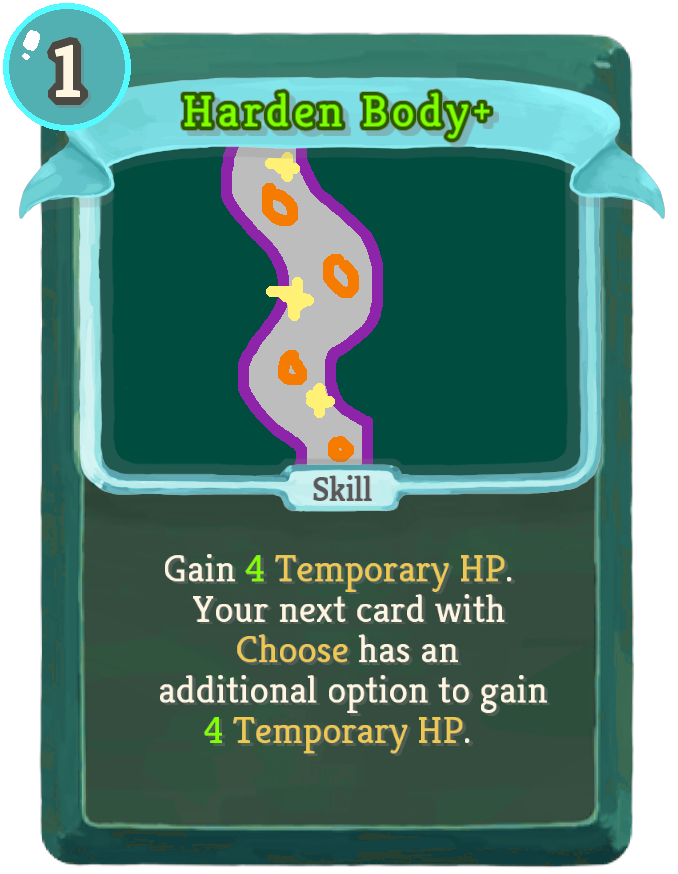 1
Harden Body+
Skill
Gain 4 Temporary HP.
Your next card with
Choose has an
additional option to gain
4 Temporary HP.